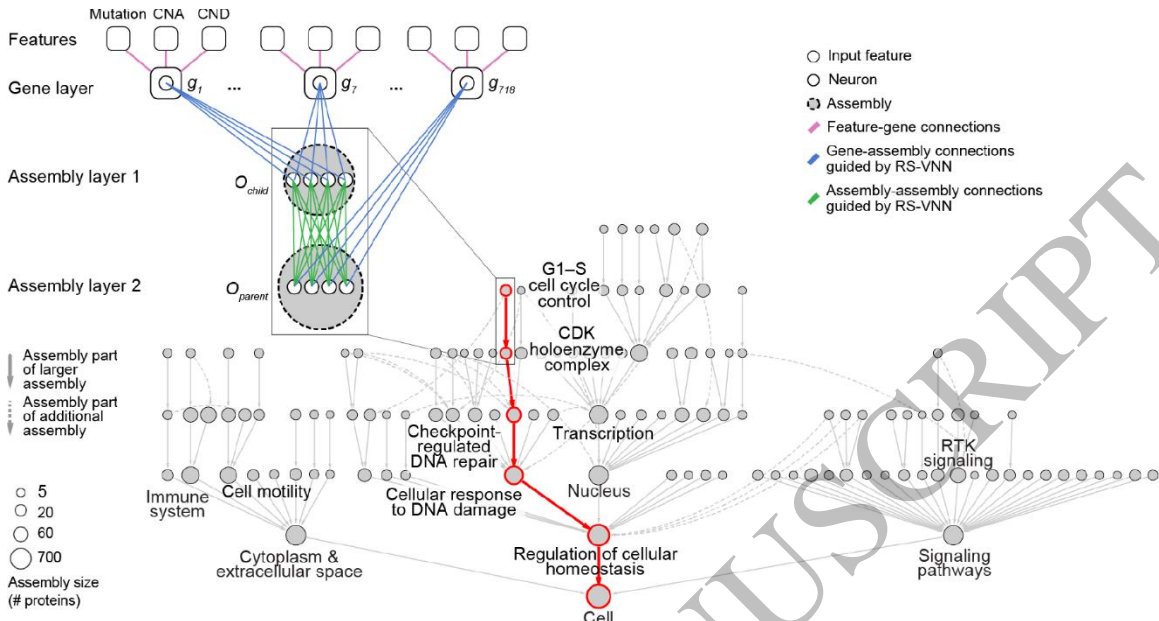 Mutation CNA CND
Features
Gene layer
g1 ... g7 ... g718
Input feature
Neuron
Assembly
Feature-gene connections
Gene-assembly connections
guided by RS-VNN
Assembly-assembly connections
guided by RS-VNN
Assembly layer 1
Ochild
Assembly layer 2
Oparent
G1–S
cell cycle
control
CDK
holoenzyme
complex
Assembly part
of larger
assembly
Assembly part
of additional
assembly
Checkpoint-
regulated
DNA repair
Transcription
RTK
signaling
Immune
system
Cell motility
Cellular response
to DNA damage
Nucleus
5
20
60
700
Assembly size
(# proteins)
Cytoplasm &
extracellular space
Regulation of cellular
homeostasis
Signaling
pathways
Cell
USCRIPT